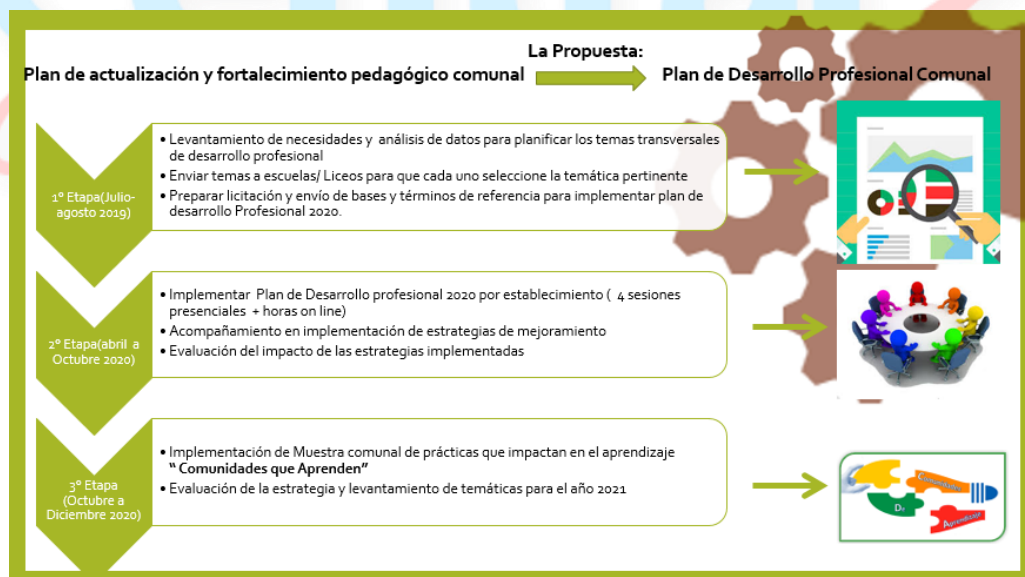 La Propuesta:
Plan de actualización y fortalecimiento pedagógico comunal
Plan de Desarrollo Profesional Comunal
1º Etapa(Julio-
agosto 2019)
• Levantamiento de necesidades y análisis de datos para planificar los temas transversales
de desarrollo profesional
• Enviar temas a escuelas/ Liceos para que cada uno seleccione la temática pertinente
• Preparar licitación y envío de bases y términos de referencia para implementar plan de
desarrollo Profesional 2020.
2º Etapa(abril a
Octubre 2020)
• Implementar Plan de Desarrollo profesional 2020 por establecimiento ( 4 sesiones
presenciales + horas on line)
• Acompañamiento en implementación de estrategias de mejoramiento
• Evaluación del impacto de las estrategias implementadas
3º Etapa
(Octubre a
Diciembre 2020)
• Implementación de Muestra comunal de prácticas que impactan en el aprendizaje
“ Comunidades que Aprenden”
• Evaluación de la estrategia y levantamiento de temáticas para el año 2021
Comunidades
De
Aprendizaje